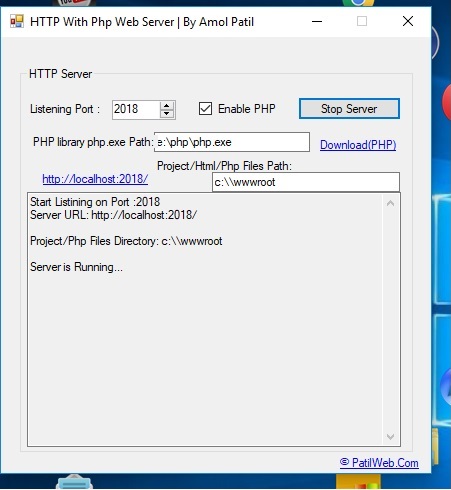 HTTP With Php Web Server | By Amol Patil
HTTP Server
Listening Port :
2018
Enable PHP
Stop Server
PHP library php.exe Path:
e:\php\php.exe
Download(PHP)
Project/Html/Php Files Path:
http://localhost:2018/
c:\\wwwroot
Start Listining on Port :2018
Server URL: http://localhost:2018/
Project/Php Files Directory: c:\\wwwroot
Server is Running...
© PatilWeb.Com